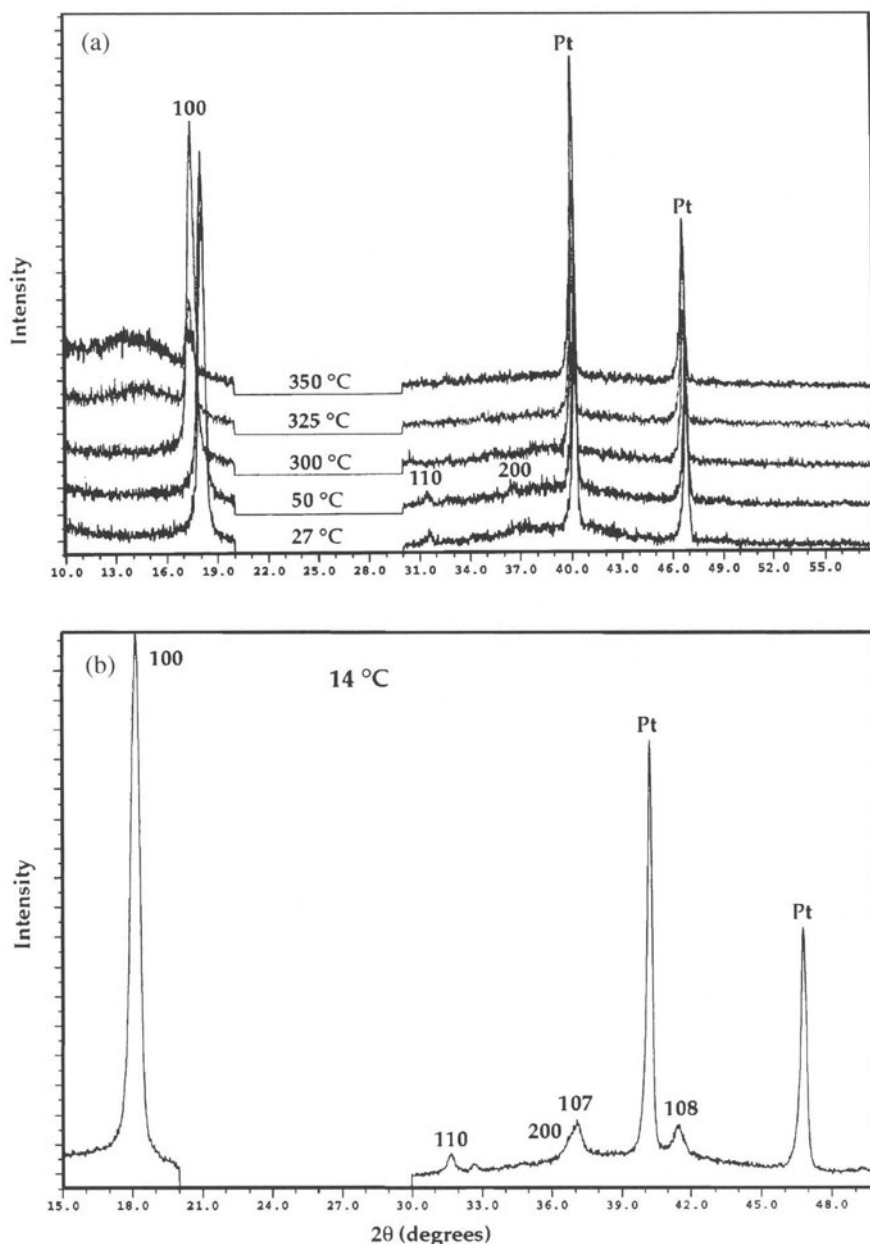 (a)
Pt
100
Pt
Intensity
350 °C
325 °C
300 °C
110
200
50 °C
27 °C
10.0 13.0 16.0 19.0 22.0 25.0 28.0 31.0 34.0 37.0 40.0 43.0 46.0 49.0 52.0 55.0
(b)
100
14 °C
Pt
Pt
Intensity
107
200
108
110
15.0 18.0 21.0 24.0 27.0 30.0 33.0 36.0 39.0 42.0 45.0 48.0
2θ (degrees)